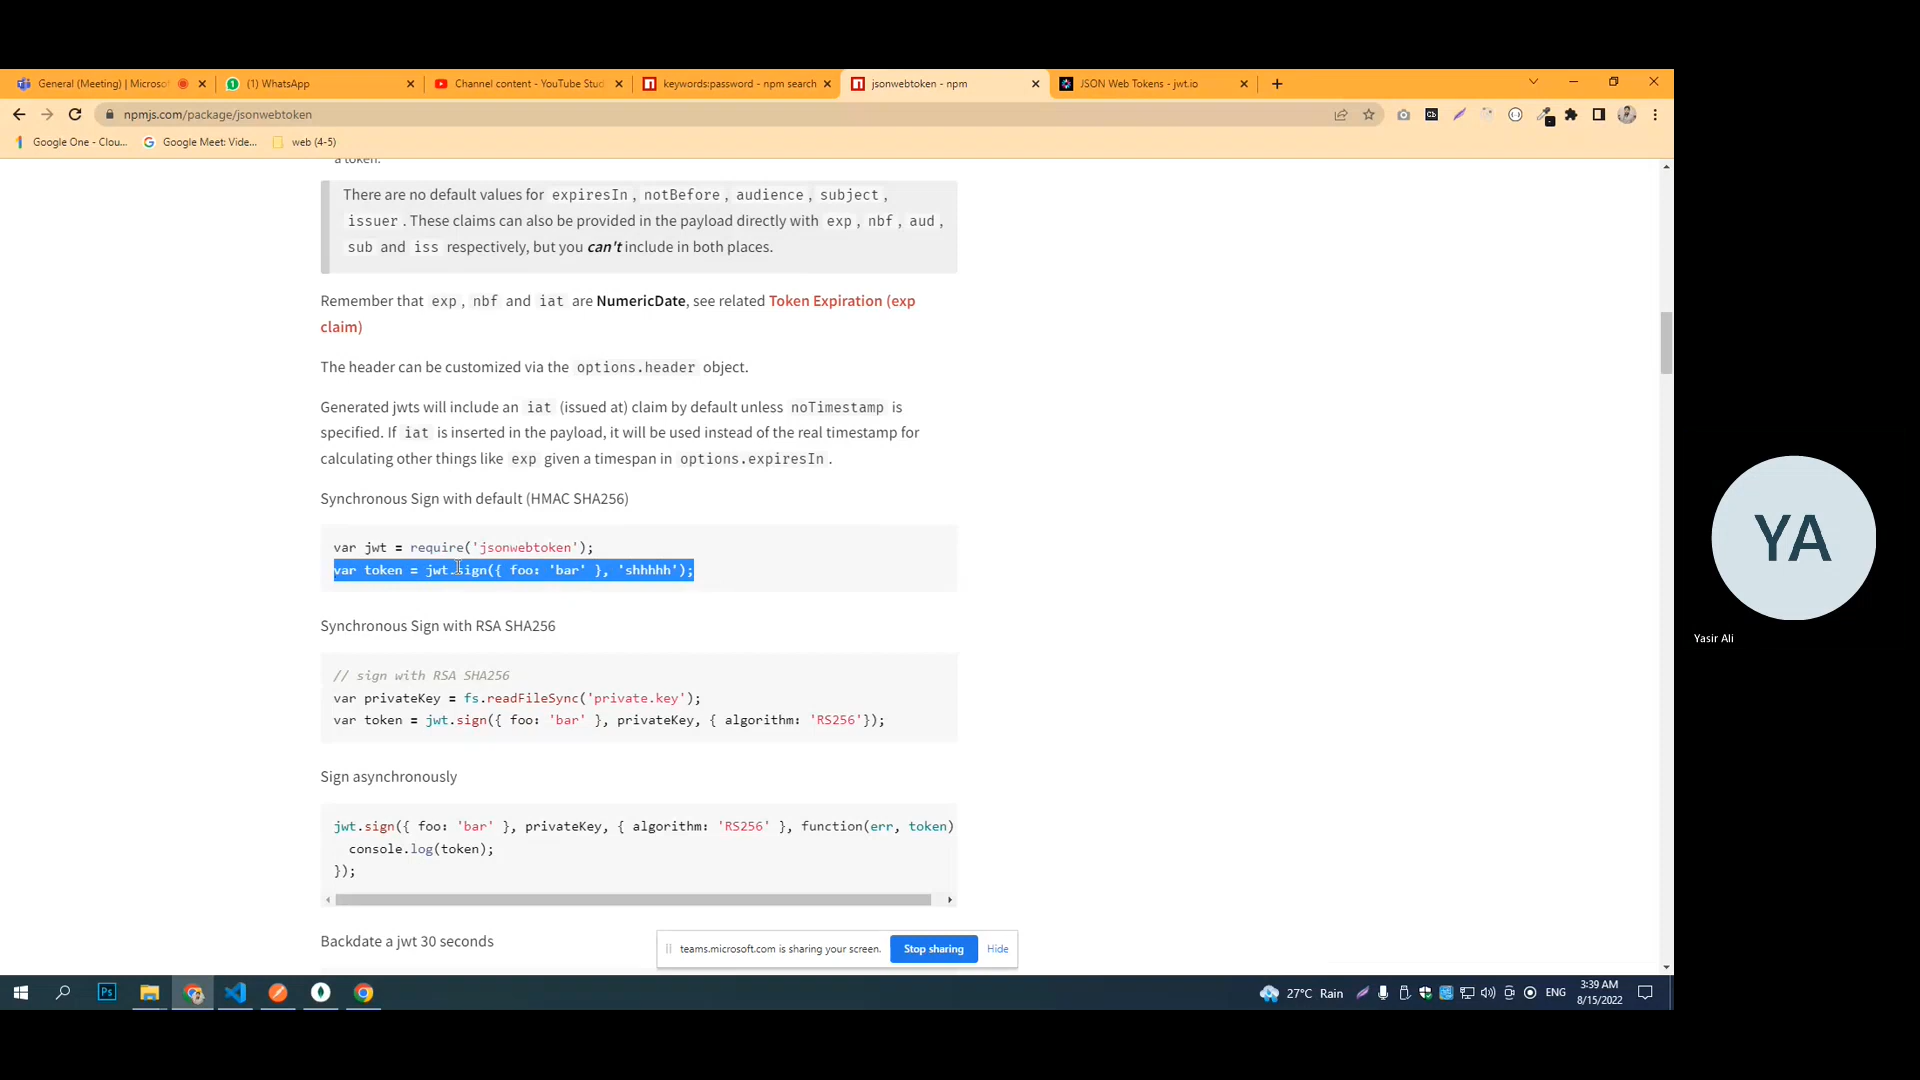 General (Meeting) | Microso
(1) WhatsApp
Channel content - YouTube Stud
keywords:password - npm search
jsonwebtoken - npm
JSON Web Tokens - jwt.io
npmjs.com/package/jsonwebtoken
Google One - Clou...
Google Meet: Vide...
web (4-5)
a token.
There are no default values for expiresIn, notBefore, audience, subject,
issuer. These claims can also be provided in the payload directly with exp, nbf, aud,
sub and iss respectively, but you can't include in both places.
Remember that exp, nbf and iat are NumericDate, see related Token Expiration (exp
claim)
The header can be customized via the options.header object.
Generated jwts will include an iat (issued at) claim by default unless noTimestamp is
specified. If iat is inserted in the payload, it will be used instead of the real timestamp for
calculating other things like exp given a timespan in options.expiresIn.
Synchronous Sign with default (HMAC SHA256)
var jwt = require('jsonwebtoken');
var token = jwt.sign({ foo: 'bar' }, 'shhhhh');
Synchronous Sign with RSA SHA256
// sign with RSA SHA256
var privateKey = fs.readFileSync('private.key');
var token = jwt.sign({ foo: 'bar' }, privateKey, { algorithm: 'RS256'});
Sign asynchronously
jwt.sign({ foo: 'bar' }, privateKey, { algorithm: 'RS256' }, function(err, token)
console.log(token);
});
Backdate a jwt 30 seconds
teams.microsoft.com is sharing your screen.
Stop sharing
Hide
YA
Yasir Ali
Ps
27°C Rain
ENG
3:39 AM
8/15/2022